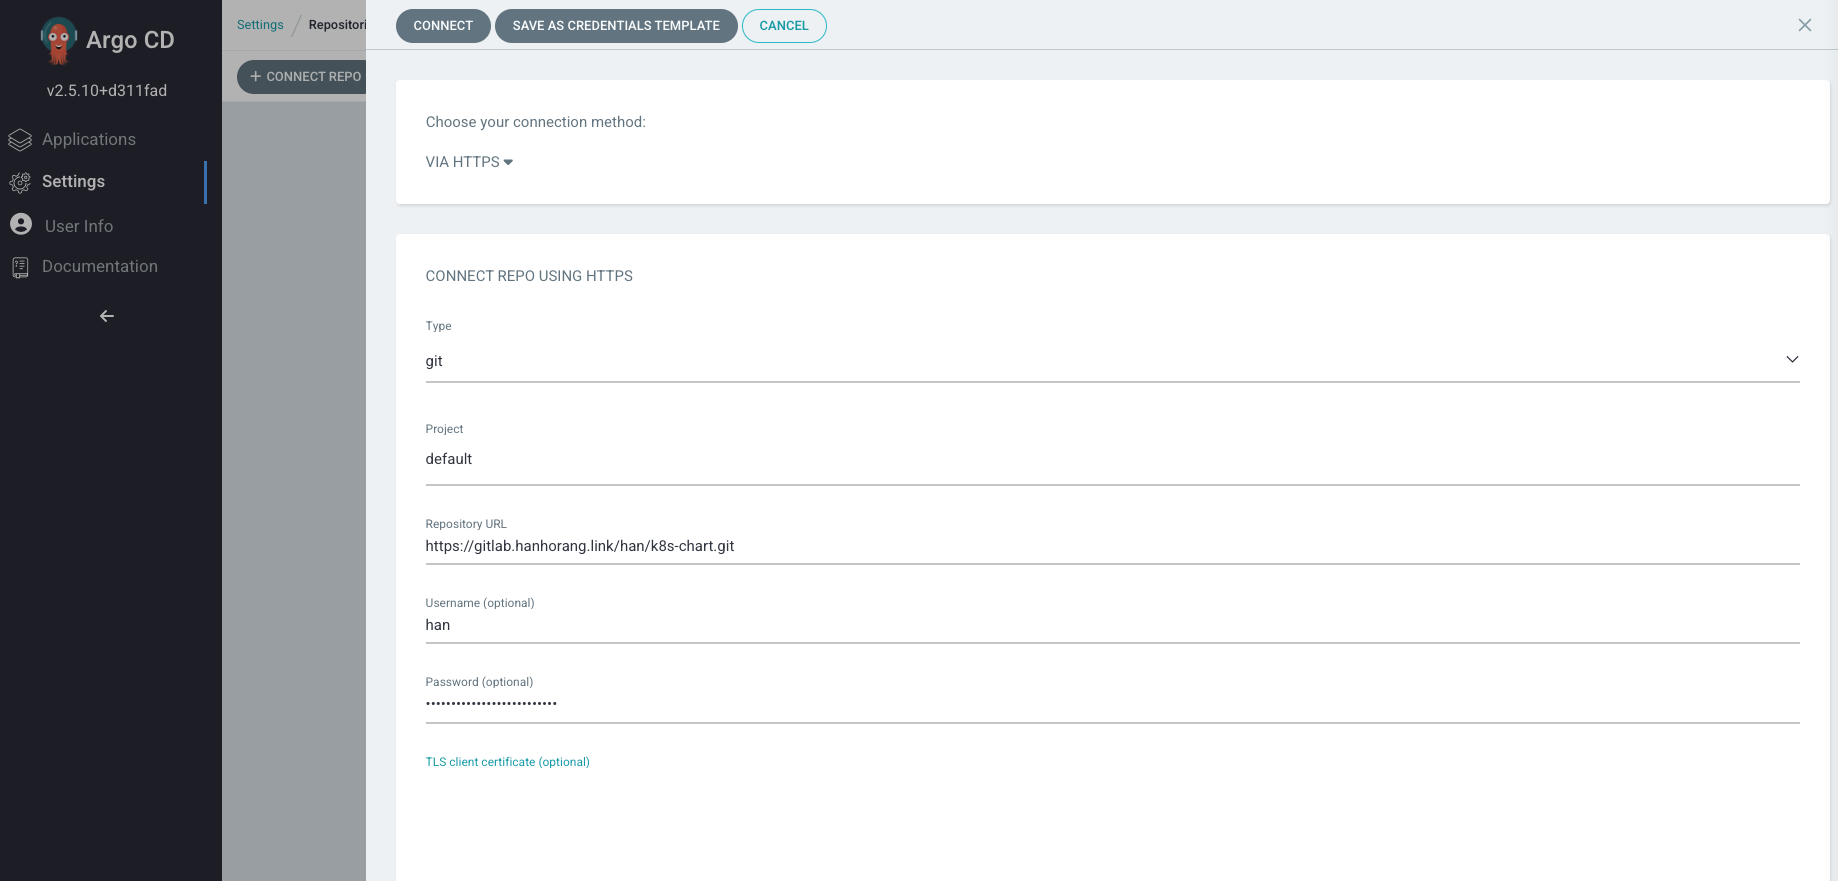 Argo CD
v2.5.10+d311fad
Applications
Settings
User Info
Documentation
Settings / Repositori
+ CONNECT REPO
CONNECT SAVE AS CREDENTIALS TEMPLATE CANCEL
Choose your connection method:
VIA HTTPS
CONNECT REPO USING HTTPS
Type
git
Project
default
Repository URL
https://gitlab.hanhorang.link/han/k8s-chart.git
Username (optional)
han
Password (optional)
••••••••••••••••••••••••••
TLS client certificate (optional)